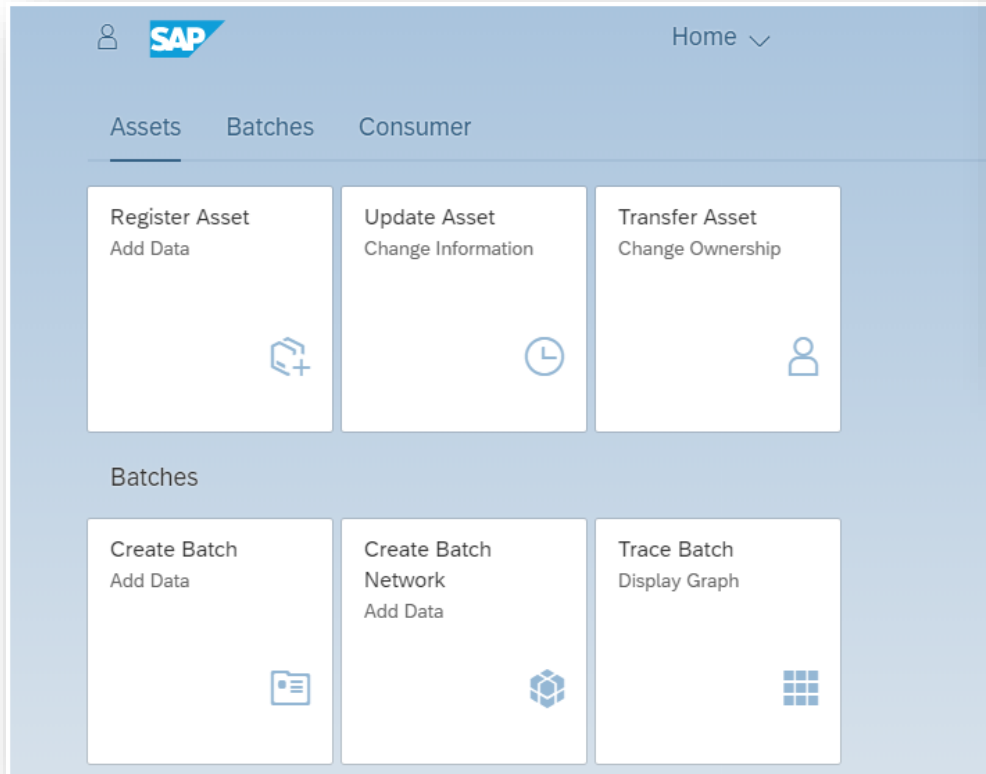 SAP
Home
Assets Batches Consumer
Register Asset
Add Data
Update Asset
Change Information
Transfer Asset
Change Ownership
Batches
Create Batch
Add Data
Create Batch
Network
Add Data
Trace Batch
Display Graph